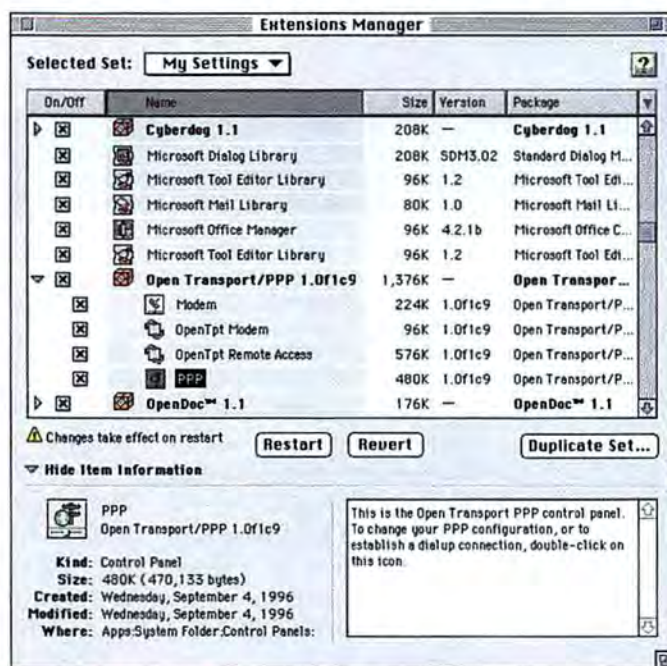 Extensions Manager
Selected Set: My Settings
?
On/Off Name Size Version Package
Cyberdog 1.1 208K — Cyberdog 1.1
Microsoft Dialog Library 208K SDM3.02 Standard Dialog M...
Microsoft Tool Editor Library 96K 1.2 Microsoft Tool Edi...
Microsoft Mail Library 80K 1.0 Microsoft Mail Li...
Microsoft Office Manager 96K 4.2.1b Microsoft Office C...
Microsoft Tool Editor Library 96K 1.2 Microsoft Tool Edi...
Open Transport/PPP 1.0f1c9 1,376K — Open Transpor...
Modem 224K 1.0f1c9 Open Transport/P...
OpenTpt Modem 96K 1.0f1c9 Open Transport/P...
OpenTpt Remote Access 576K 1.0f1c9 Open Transport/P...
PPP 480K 1.0f1c9 Open Transport/P...
OpenDoc™ 1.1 176K — OpenDoc™ 1.1
Changes take effect on restart Restart Revert Duplicate Set...
Hide Item Information
PPP
Open Transport/PPP 1.0f1c9
Kind: Control Panel
Size: 480K (470,133 bytes)
Created: Wednesday, September 4, 1996
Modified: Wednesday, September 4, 1996
Where: Apps:System Folder:Control Panels:
This is the Open Transport PPP control panel.
To change your PPP configuration, or to
establish a dialup connection, double-click on
this icon.